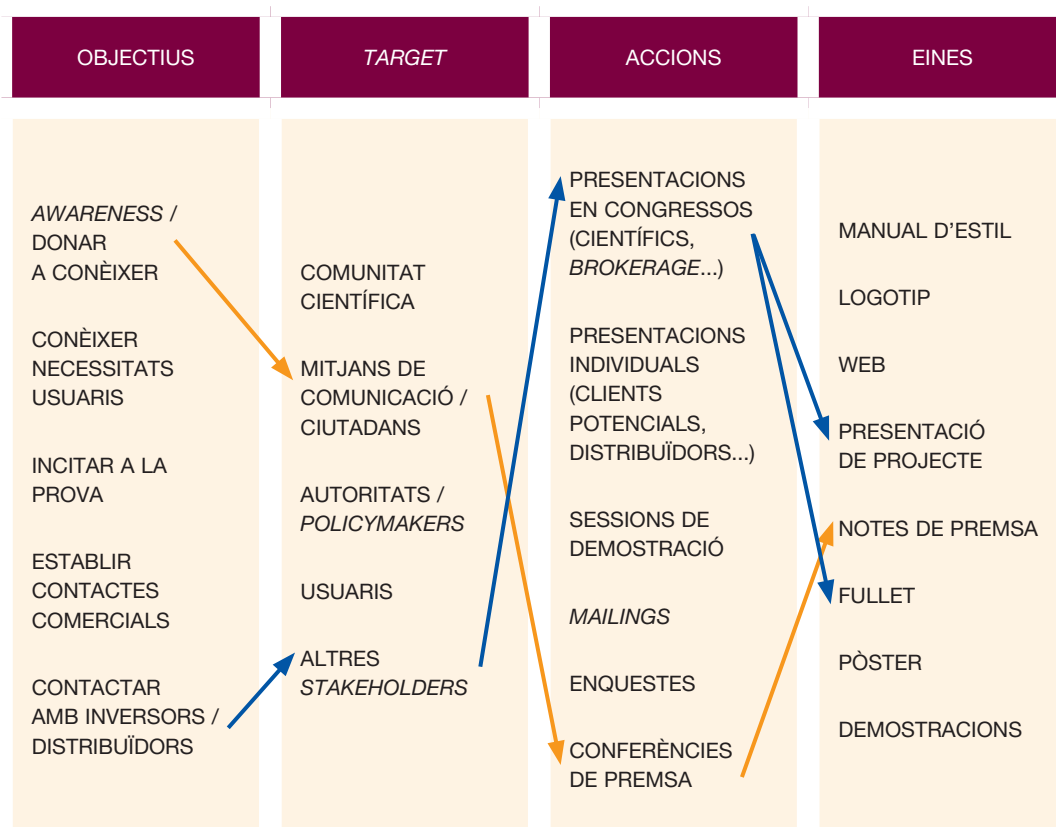 OBJECTIUS
TARGET
ACCIONS
EINES
AWARENESS /
DONAR
A CONÈIXER
CONÈIXER
NECESSITATS
USUARIS
INCITAR A LA
PROVA
ESTABLIR
CONTACTES
COMERCIALS
CONTACTAR
AMB INVERSORS /
DISTRIBUÏDORS
COMUNITAT
CIENTÍFICA
MITJANS DE
COMUNICACIÓ /
CIUTADANS
AUTORITATS /
POLICYMAKERS
USUARIS
ALTRES
STAKEHOLDERS
PRESENTACIONS
EN CONGRESSOS
(CIENTÍFICS,
BROKERAGE...)
PRESENTACIONS
INDIVIDUALS
(CLIENTS
POTENCIALS,
DISTRIBUÏDORS...)
SESSIONS DE
DEMOSTRACIÓ
MAILINGS
ENQUESTES
CONFERÈNCIES
DE PREMSA
MANUAL D'ESTIL
LOGOTIP
WEB
PRESENTACIÓ
DE PROJECTE
NOTES DE PREMSA
FULLET
PÒSTER
DEMOSTRACIONS